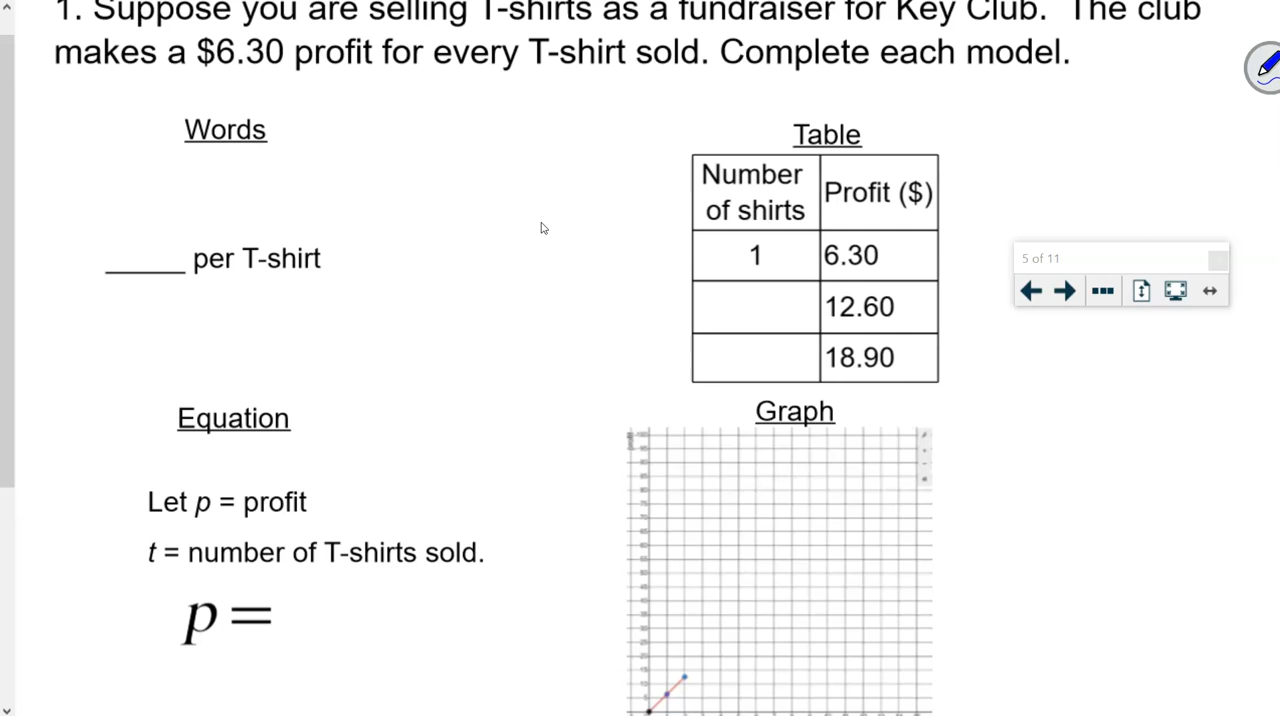 1. Suppose you are selling T-shirts as a fundraiser for Key Club. The club
makes a $6.30 profit for every T-shirt sold. Complete each model.
Words
_____ per T-shirt
Table
Number of shirts
Profit ($)
1
6.30
12.60
18.90
5 of 11
Equation
Let p = profit
t = number of T-shirts sold.
p =
Graph